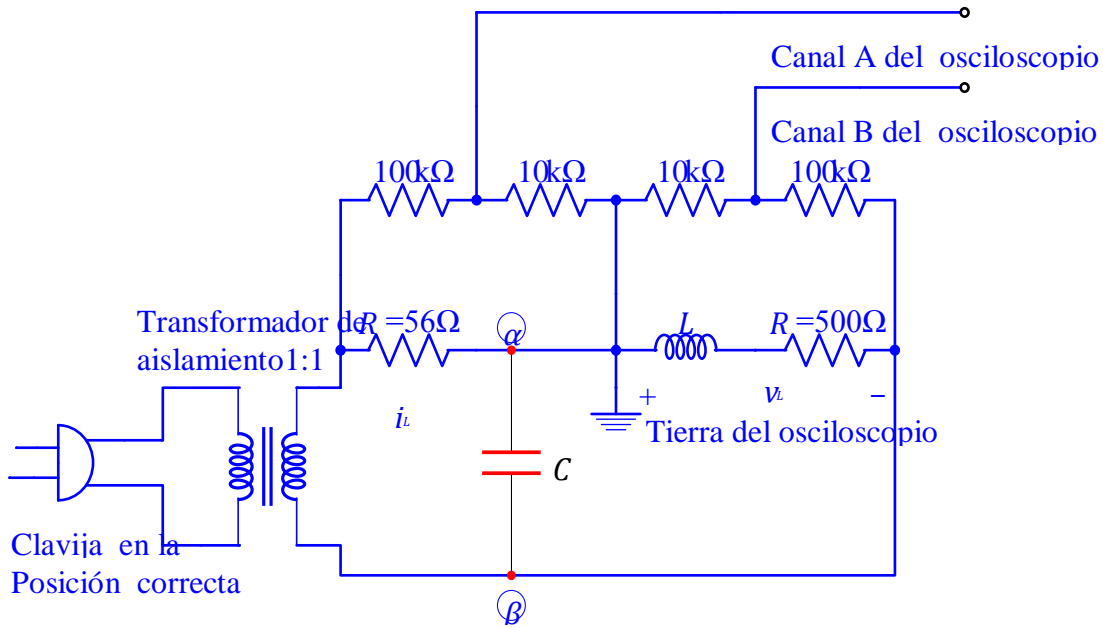 Canal A del osciloscopio
Canal B del osciloscopio
100kΩ
10kΩ
10kΩ
100kΩ
Transformador de
aislamiento1:1
R =56Ω
α
L
R =500Ω
iL
+
vL
−
Tierra del osciloscopio
C
Clavija en la
Posición correcta
β